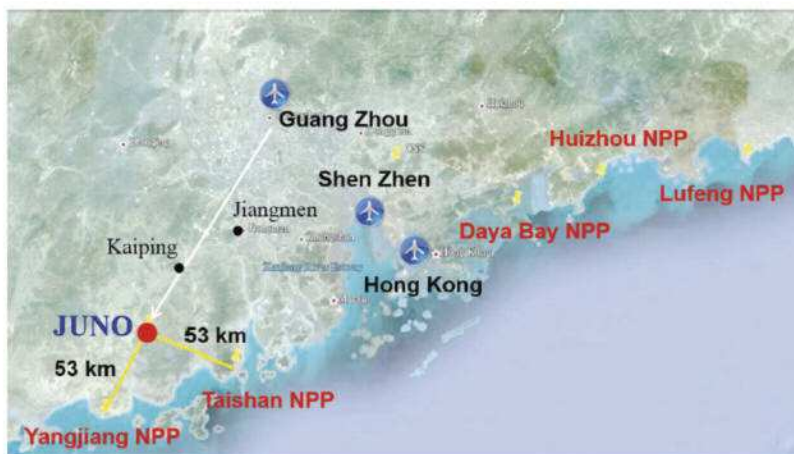 Guang Zhou
Huizhou NPP
Shen Zhen
Lufeng NPP
Jiangmen
Daya Bay NPP
Kaiping
Hong Kong
JUNO
53 km
53 km
Taishan NPP
Yangjiang NPP